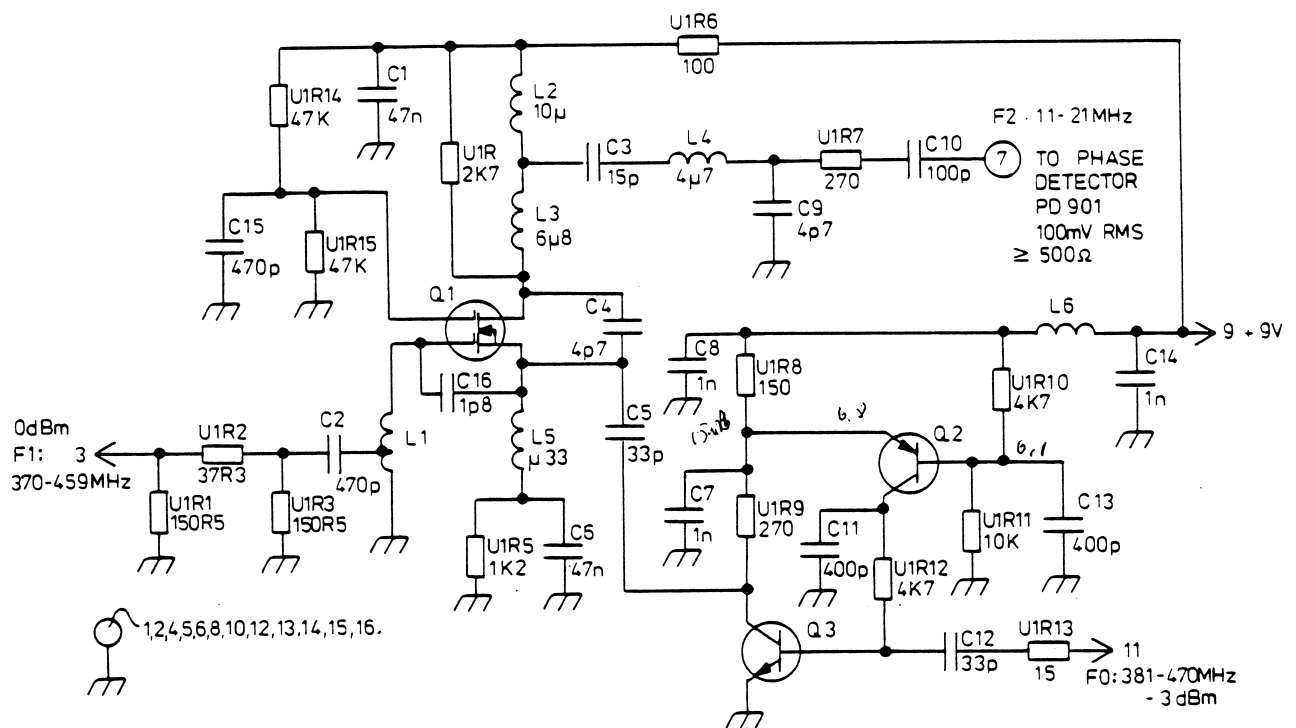 U1R6
100
U1R14
47K
C1
47n
L2
10µ
U1R
2K7
C3
15p
L4
4µ7
U1R7
270
C10
100p
F2 · 11-21MHz
7
TO PHASE
DETECTOR
PD 901
100mV RMS
≥ 500Ω
C9
4p7
L3
6µ8
C15
470p
U1R15
47K
Q1
C4
4p7
L6
9 + 9V
C8
1n
U1R8
150
U1R10
4K7
C14
1n
C16
1p8
C5
33p
6.8
Q2
6.1
0dBm
F1: 3
370-459MHz
U1R2
37R3
C2
470p
L1
L5
µ33
U1R1
150R5
U1R3
150R5
C7
1n
U1R9
270
C11
400p
U1R11
10K
C13
400p
U1R5
1K2
C6
47n
U1R12
4K7
1,2,4,5,6,8,10,12,13,14,15,16.
Q3
C12
33p
U1R13
15
11
F0:381-470MHz
- 3dBm